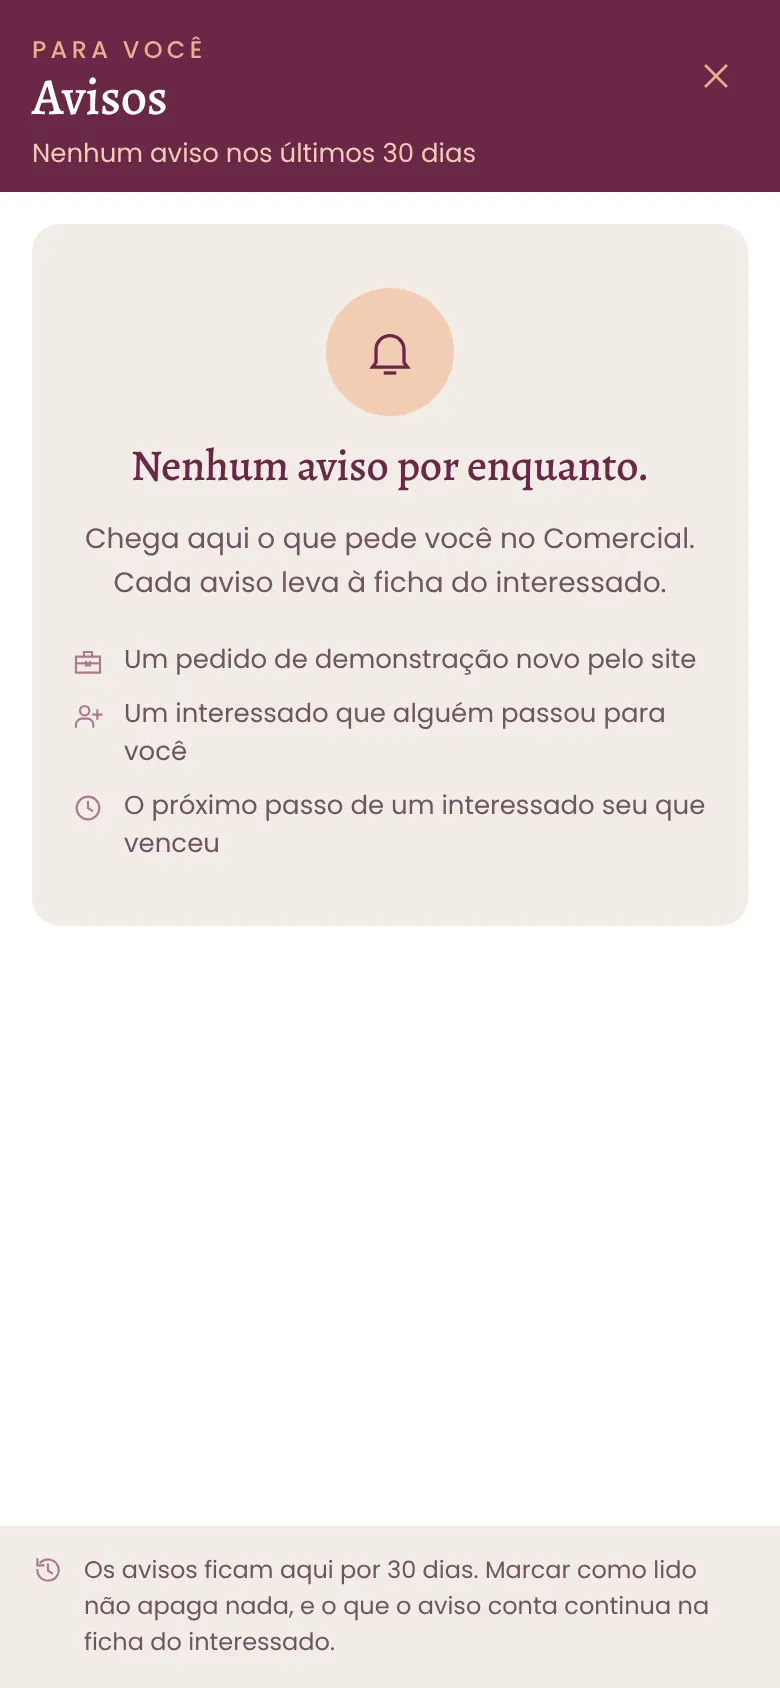 PARA VOCÊ
Avisos
Nenhum aviso nos últimos 30 dias
Nenhum aviso por enquanto.
Chega aqui o que pede você no Comercial.
Cada aviso leva à ficha do interessado.
Um pedido de demonstração novo pelo site
Um interessado que alguém passou para
você
O próximo passo de um interessado seu que
venceu
Os avisos ficam aqui por 30 dias. Marcar como lido
não apaga nada, e o que o aviso conta continua na
ficha do interessado.